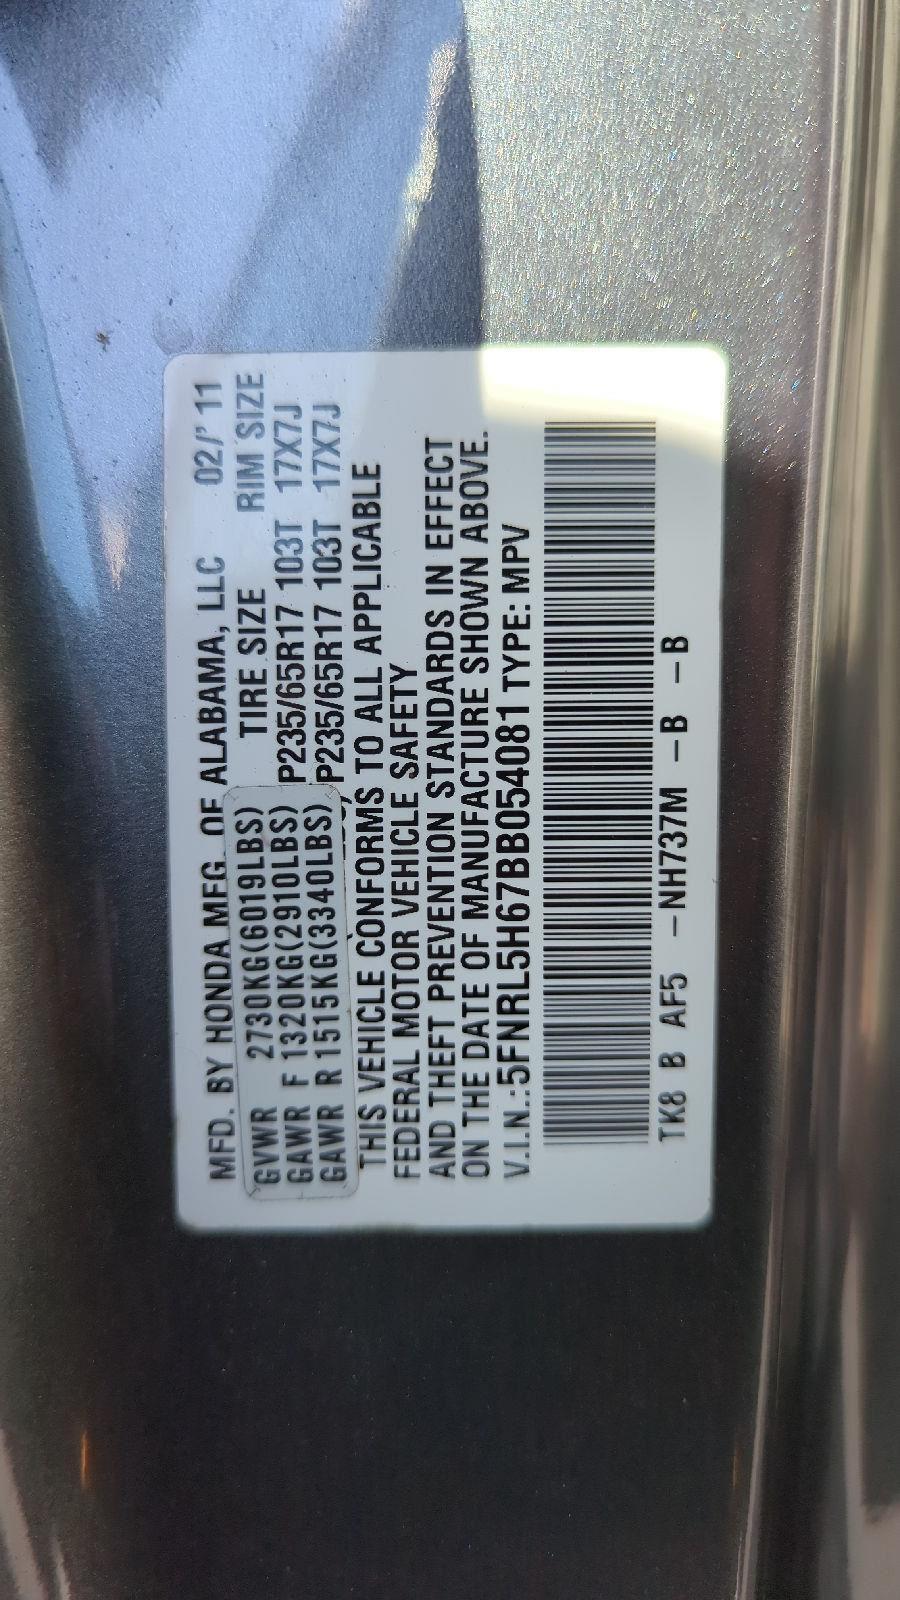 MFD. BY HONDA MFG. OF ALABAMA, LLC 02/' 11
GVWR 2730KG(6019LBS) TIRE SIZE RIM SIZE
GAWR F 1320KG(2910LBS) P235/65R17 103T 17X7J
GAWR R 1515KG(3340LBS) P235/65R17 103T 17X7J
THIS VEHICLE CONFORMS TO ALL APPLICABLE
FEDERAL MOTOR VEHICLE SAFETY
AND THEFT PREVENTION STANDARDS IN EFFECT
ON THE DATE OF MANUFACTURE SHOWN ABOVE.
V.I.N.:5FNRL5H67BB054081 TYPE: MPV
TK8 B AF5 -NH737M -B -B